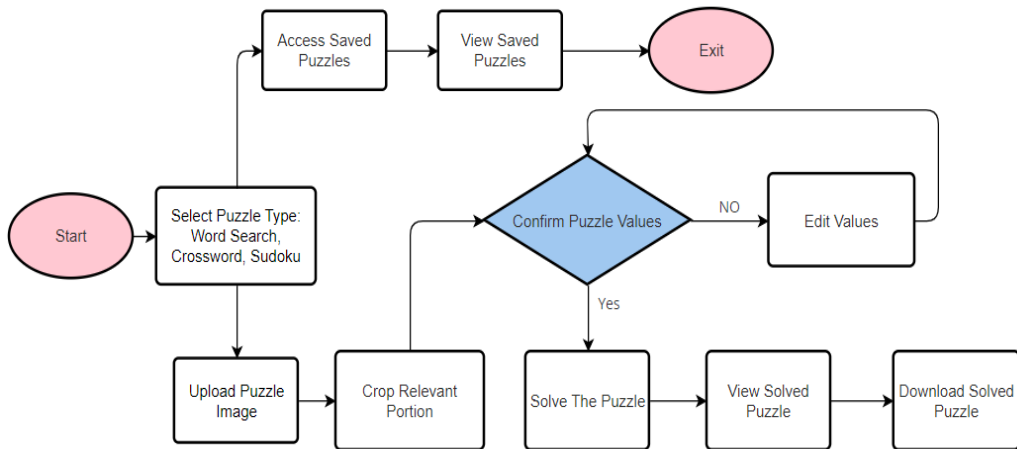 Access Saved
Puzzles
View Saved
Puzzles
Exit
Start
Select Puzzle Type:
Word Search,
Crossword, Sudoku
Confirm Puzzle Values
NO
Edit Values
Yes
Upload Puzzle
Image
Crop Relevant
Portion
Solve The Puzzle
View Solved
Puzzle
Download Solved
Puzzle